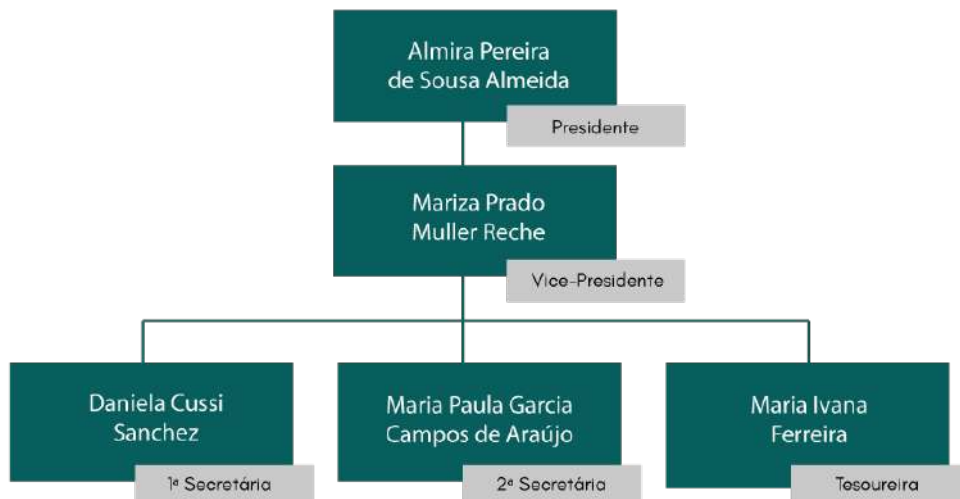 Almira Pereira
de Sousa Almeida
Presidente
Mariza Prado
Muller Reche
Vice-Presidente
Daniela Cussi
Sanchez
1ª Secretária
Maria Paula Garcia
Campos de Araújo
2ª Secretária
Maria Ivana
Ferreira
Tesoureira